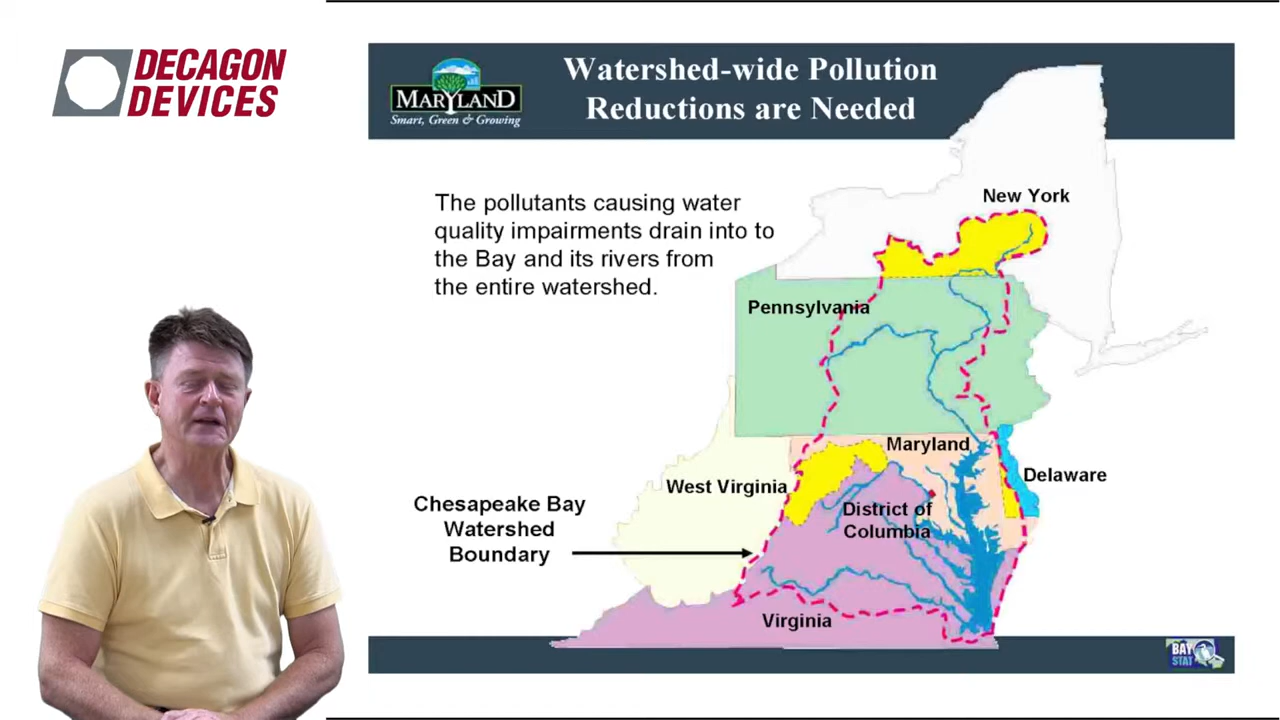 DECAGON
DEVICES
MARYLAND
Smart, Green & Growing
Watershed-wide Pollution
Reductions are Needed
The pollutants causing water
quality impairments drain into to
the Bay and its rivers from
the entire watershed.
New York
Pennsylvania
Maryland
West Virginia
Delaware
District of
Columbia
Chesapeake Bay
Watershed
Boundary
Virginia
BAY
STAT